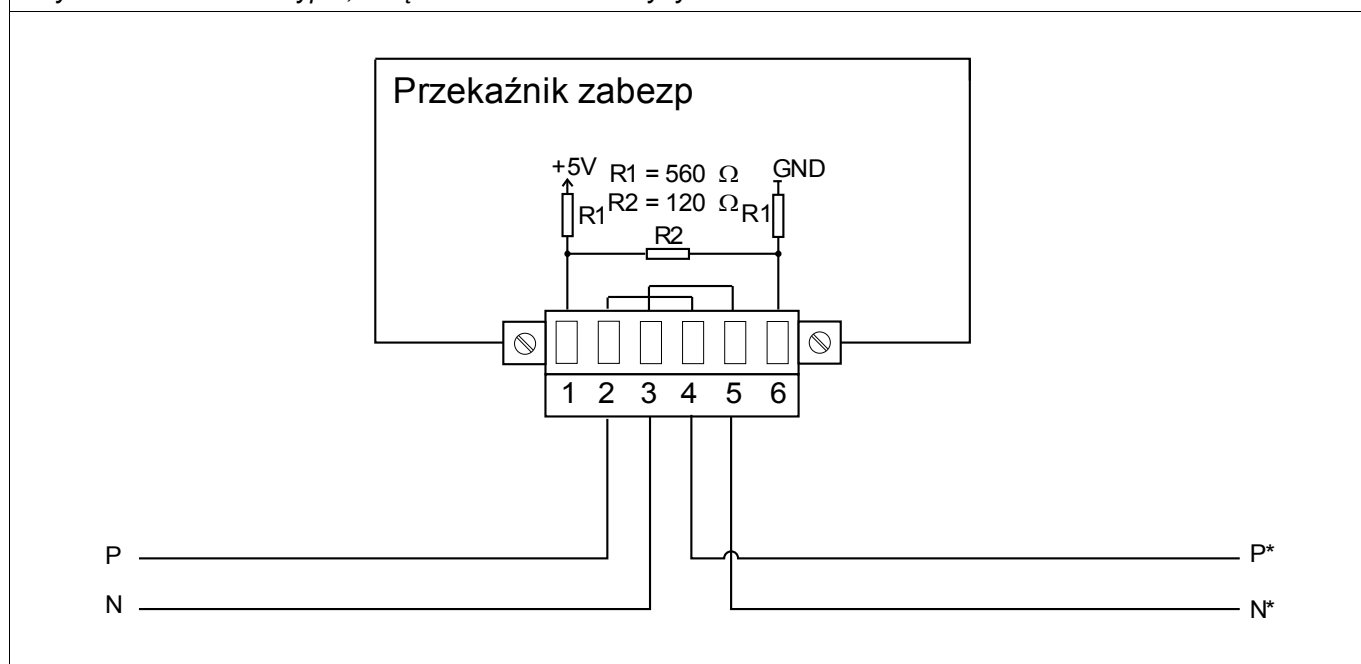 Przekaźnik zabezp
+5V R1 = 560 Ω GND
R1 R2 = 120 Ω R1
R2
1 2 3 4 5 6
P P*
N N*